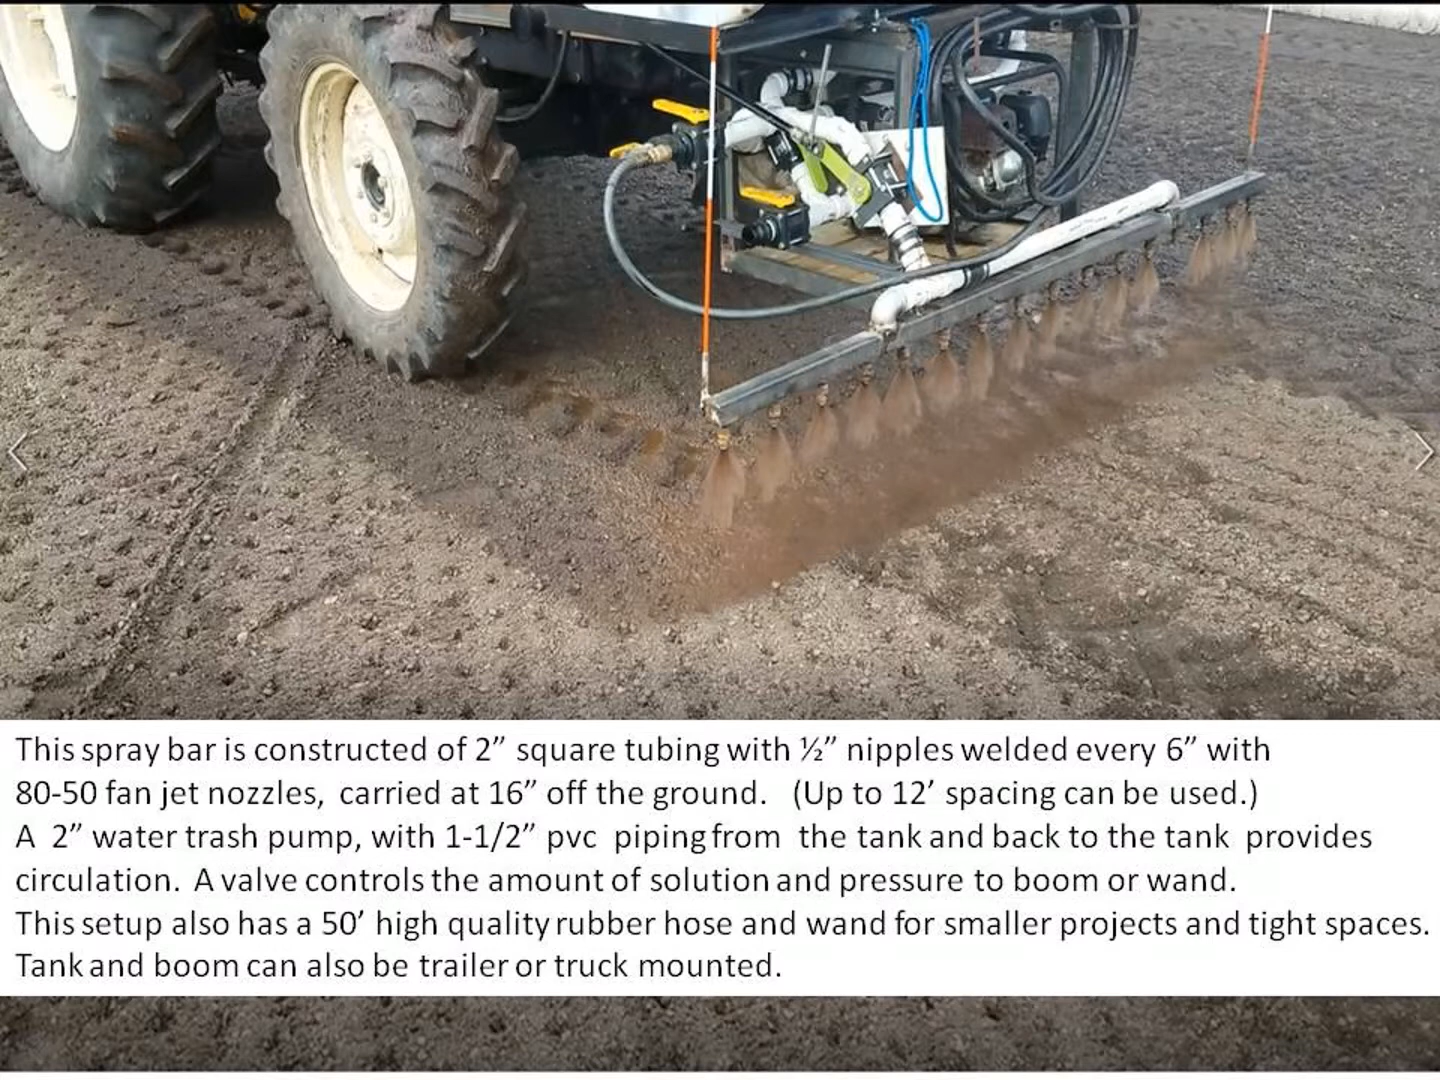 This spray bar is constructed of 2” square tubing with ½” nipples welded every 6” with
80-50 fan jet nozzles, carried at 16” off the ground. (Up to 12’ spacing can be used.)
A 2” water trash pump, with 1-1/2” pvc piping from the tank and back to the tank provides
circulation. A valve controls the amount of solution and pressure to boom or wand.
This setup also has a 50’ high quality rubber hose and wand for smaller projects and tight spaces.
Tank and boom can also be trailer or truck mounted.